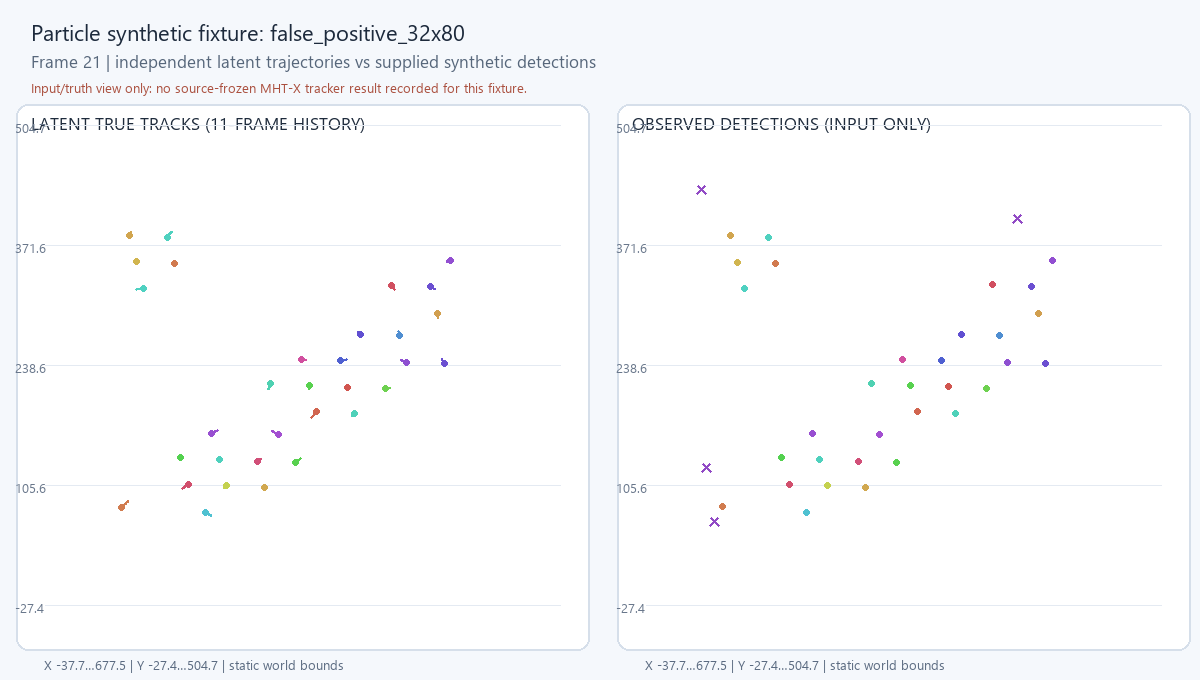 Particle synthetic fixture: false_positive_32x80
Frame 21 | independent latent trajectories vs supplied synthetic detections
Input/truth view only: no source-frozen MHT-X tracker result recorded for this fixture.
LATENT TRUE TRACKS (11-FRAME HISTORY)
504.7
371.6
238.6
105.6
-27.4
X -37.7...677.5 | Y -27.4...504.7 | static world bounds
OBSERVED DETECTIONS (INPUT ONLY)
504.7
371.6
238.6
105.6
-27.4
X -37.7...677.5 | Y -27.4...504.7 | static world bounds